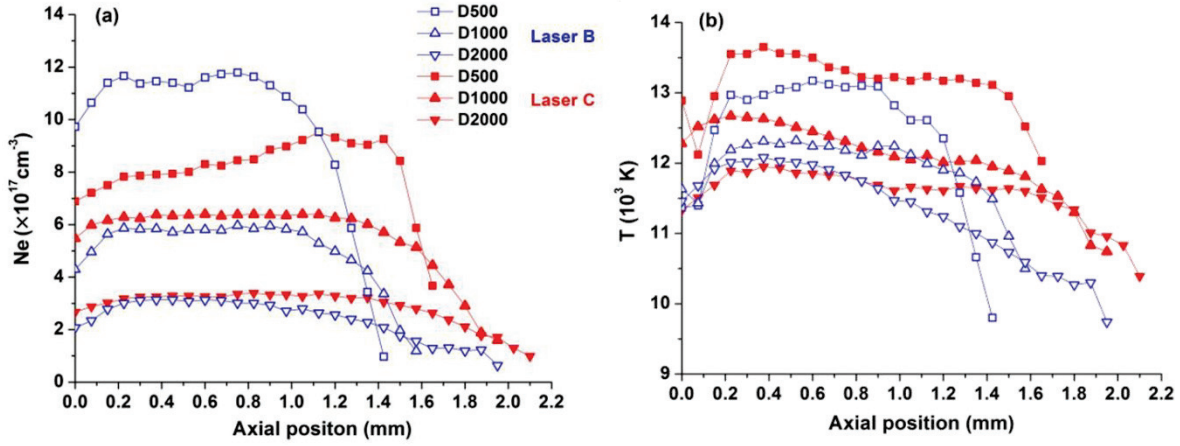 (a)
14
12
10
8
6
4
2
0
Ne (×10¹⁷cm⁻³)
0.0 0.2 0.4 0.6 0.8 1.0 1.2 1.4 1.6 1.8 2.0 2.2
Axial positon (mm)
D500
D1000 Laser B
D2000
D500
D1000 Laser C
D2000
(b)
14
13
12
11
10
9
T (10³ K)
0.0 0.2 0.4 0.6 0.8 1.0 1.2 1.4 1.6 1.8 2.0 2.2
Axial position (mm)